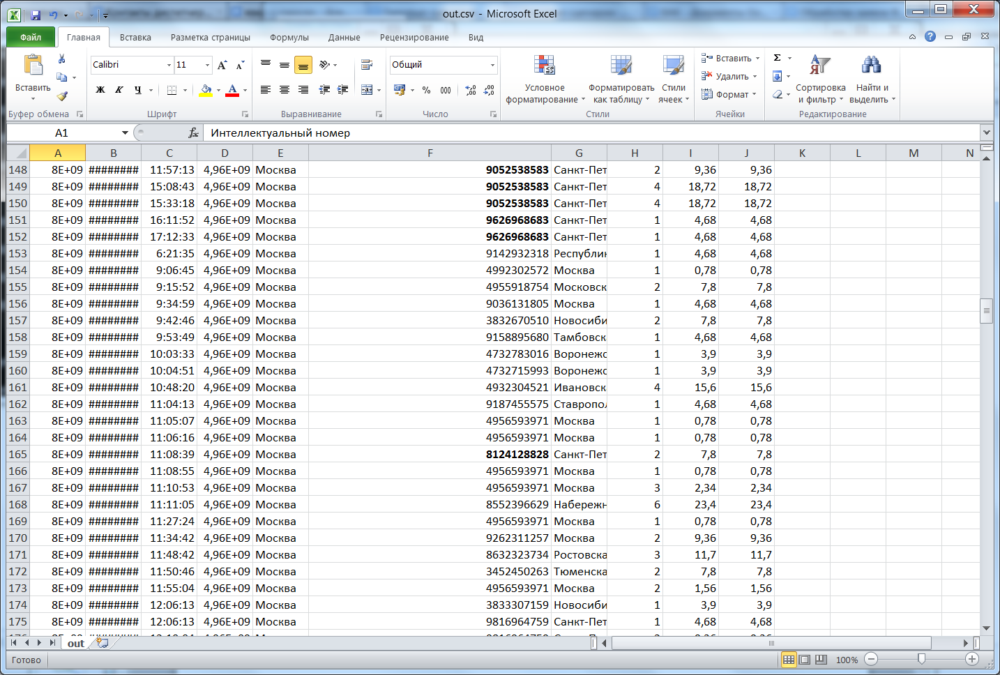 out.csv - Microsoft Excel
Файл Главная Вставка Разметка страницы Формулы Данные Рецензирование Вид
Calibri 11 Общий
Вставить Ж К Ч % 000 Условное форматирование Форматировать как таблицу Стили ячеек Вставить Удалить Формат Σ Сортировка и фильтр Найти и выделить
Буфер обмена Шрифт Выравнивание Число Стили Ячейки Редактирование
A1 fx Интеллектуальный номер
A B C D E F G H I J K L M N
148 8E+09 ######## 11:57:13 4,96E+09 Москва 9052538583 Санкт-Пет 2 9,36 9,36
149 8E+09 ######## 15:08:43 4,96E+09 Москва 9052538583 Санкт-Пет 4 18,72 18,72
150 8E+09 ######## 15:33:18 4,96E+09 Москва 9052538583 Санкт-Пет 4 18,72 18,72
151 8E+09 ######## 16:11:52 4,96E+09 Москва 9626968683 Санкт-Пет 1 4,68 4,68
152 8E+09 ######## 17:12:33 4,96E+09 Москва 9626968683 Санкт-Пет 1 4,68 4,68
153 8E+09 ######## 6:21:35 4,96E+09 Москва 9142932318 Республик 1 4,68 4,68
154 8E+09 ######## 9:06:45 4,96E+09 Москва 4992302572 Москва 1 0,78 0,78
155 8E+09 ######## 9:15:52 4,96E+09 Москва 4955918754 Московск 2 7,8 7,8
156 8E+09 ######## 9:34:59 4,96E+09 Москва 9036131805 Москва 1 4,68 4,68
157 8E+09 ######## 9:42:46 4,96E+09 Москва 3832670510 Новосиби 2 7,8 7,8
158 8E+09 ######## 9:53:49 4,96E+09 Москва 9158895680 Тамбовск 1 4,68 4,68
159 8E+09 ######## 10:03:33 4,96E+09 Москва 4732783016 Воронежс 1 3,9 3,9
160 8E+09 ######## 10:04:51 4,96E+09 Москва 4732715993 Воронежс 1 3,9 3,9
161 8E+09 ######## 10:48:20 4,96E+09 Москва 4932304521 Ивановск 4 15,6 15,6
162 8E+09 ######## 11:04:13 4,96E+09 Москва 9187455575 Ставропол 1 4,68 4,68
163 8E+09 ######## 11:05:07 4,96E+09 Москва 4956593971 Москва 1 0,78 0,78
164 8E+09 ######## 11:06:16 4,96E+09 Москва 4956593971 Москва 1 0,78 0,78
165 8E+09 ######## 11:08:39 4,96E+09 Москва 8124128828 Санкт-Пет 2 7,8 7,8
166 8E+09 ######## 11:08:55 4,96E+09 Москва 4956593971 Москва 1 0,78 0,78
167 8E+09 ######## 11:10:53 4,96E+09 Москва 4956593971 Москва 3 2,34 2,34
168 8E+09 ######## 11:11:05 4,96E+09 Москва 8552396629 Набережн 6 23,4 23,4
169 8E+09 ######## 11:27:24 4,96E+09 Москва 4956593971 Москва 1 0,78 0,78
170 8E+09 ######## 11:34:42 4,96E+09 Москва 9262311257 Москва 2 9,36 9,36
171 8E+09 ######## 11:48:42 4,96E+09 Москва 8632323734 Ростовска 3 11,7 11,7
172 8E+09 ######## 11:50:46 4,96E+09 Москва 3452450263 Тюменска 2 7,8 7,8
173 8E+09 ######## 11:55:04 4,96E+09 Москва 4956593971 Москва 2 1,56 1,56
174 8E+09 ######## 12:06:13 4,96E+09 Москва 3833307159 Новосиби 1 3,9 3,9
175 8E+09 ######## 12:06:13 4,96E+09 Москва 9816964759 Санкт-Пет 1 4,68 4,68
out
Готово 100%